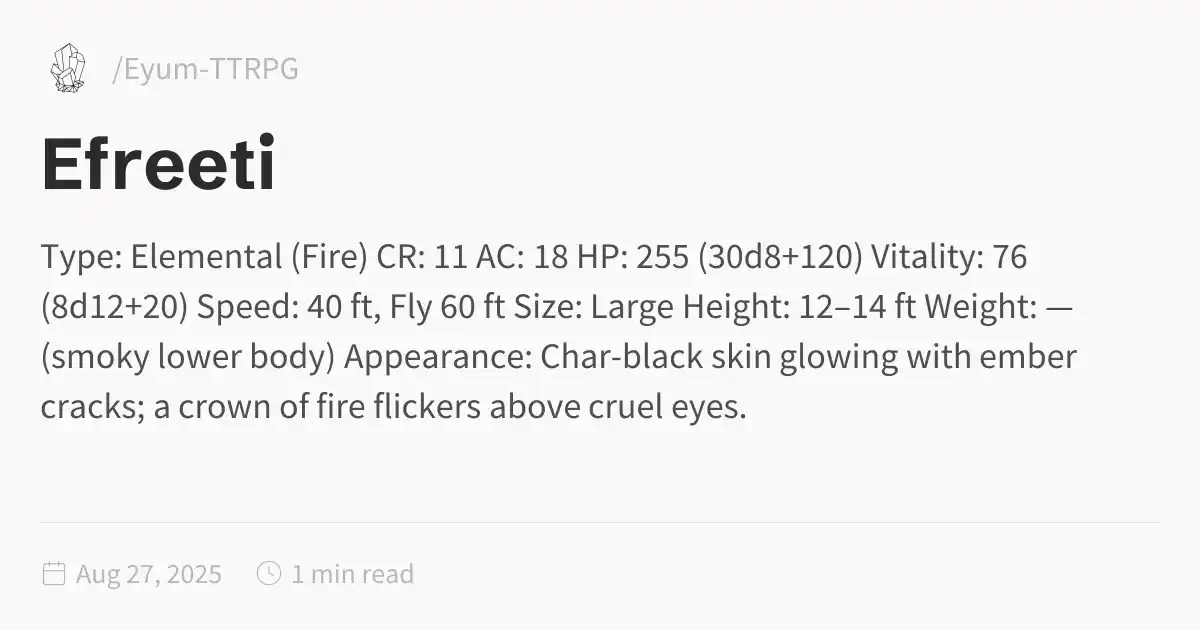 /Eyum-TTRPG
Efreeti
Type: Elemental (Fire) CR: 11 AC: 18 HP: 255 (30d8+120) Vitality: 76
(8d12+20) Speed: 40 ft, Fly 60 ft Size: Large Height: 12–14 ft Weight: —
(smoky lower body) Appearance: Char-black skin glowing with ember
cracks; a crown of fire flickers above cruel eyes.
Aug 27, 2025 1 min read